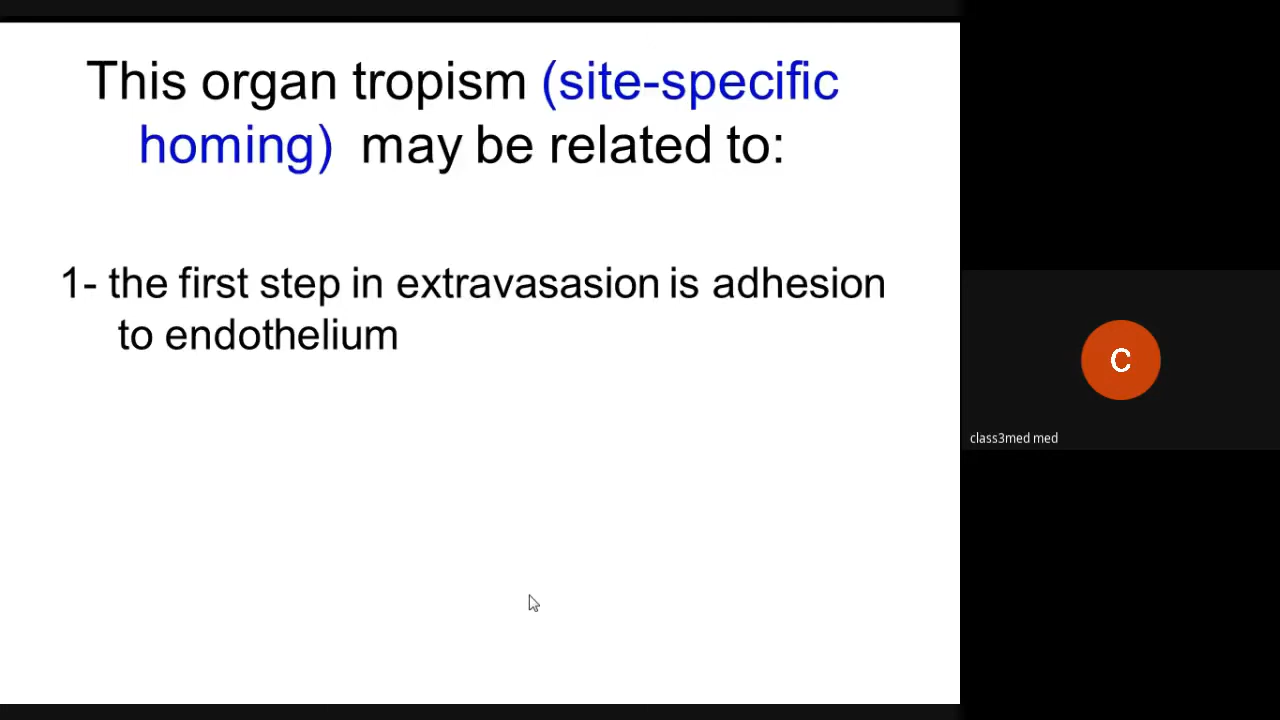 This organ tropism (site-specific
homing) may be related to:
1- the first step in extravasasion is adhesion
to endothelium
C
class3med med